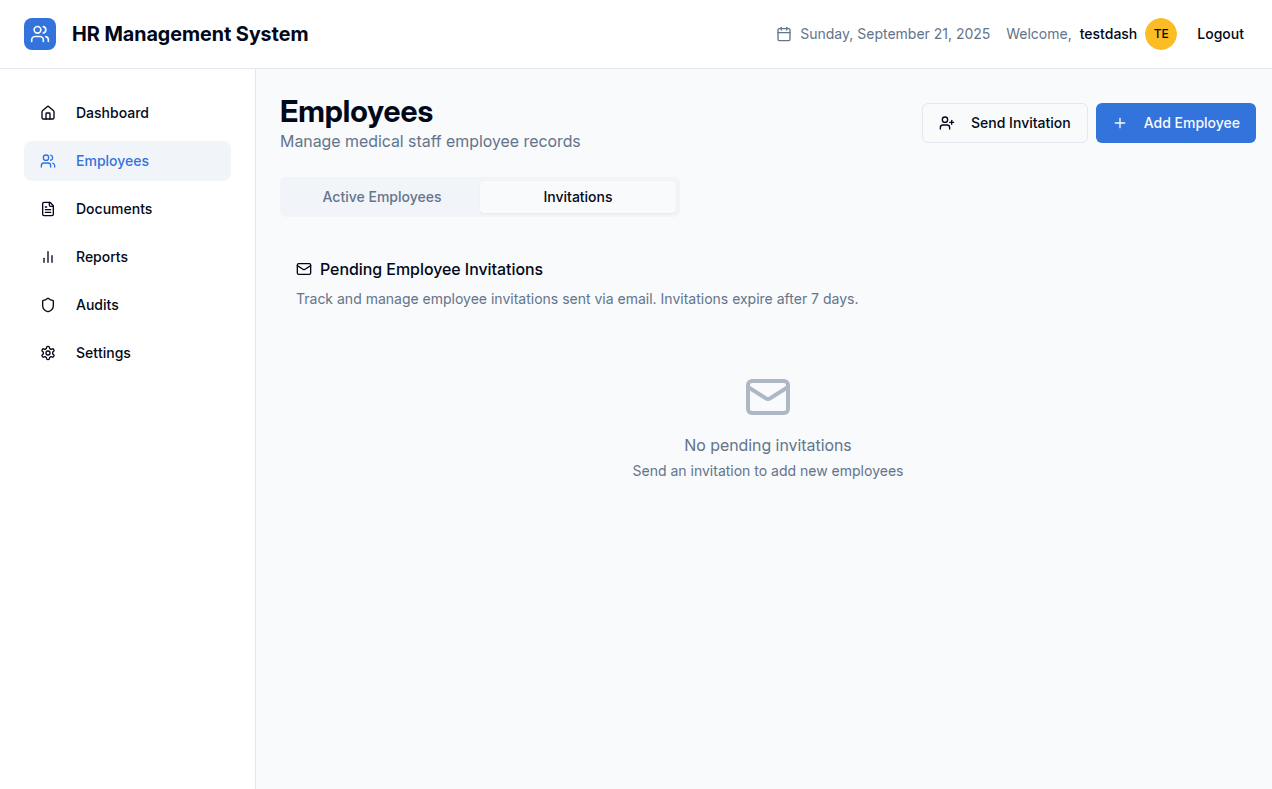 HR Management System
Sunday, September 21, 2025
Welcome, testdash
TE
Logout
Dashboard
Employees
Documents
Reports
Audits
Settings
Employees
Manage medical staff employee records
Send Invitation
Add Employee
Active Employees
Invitations
Pending Employee Invitations
Track and manage employee invitations sent via email. Invitations expire after 7 days.
No pending invitations
Send an invitation to add new employees